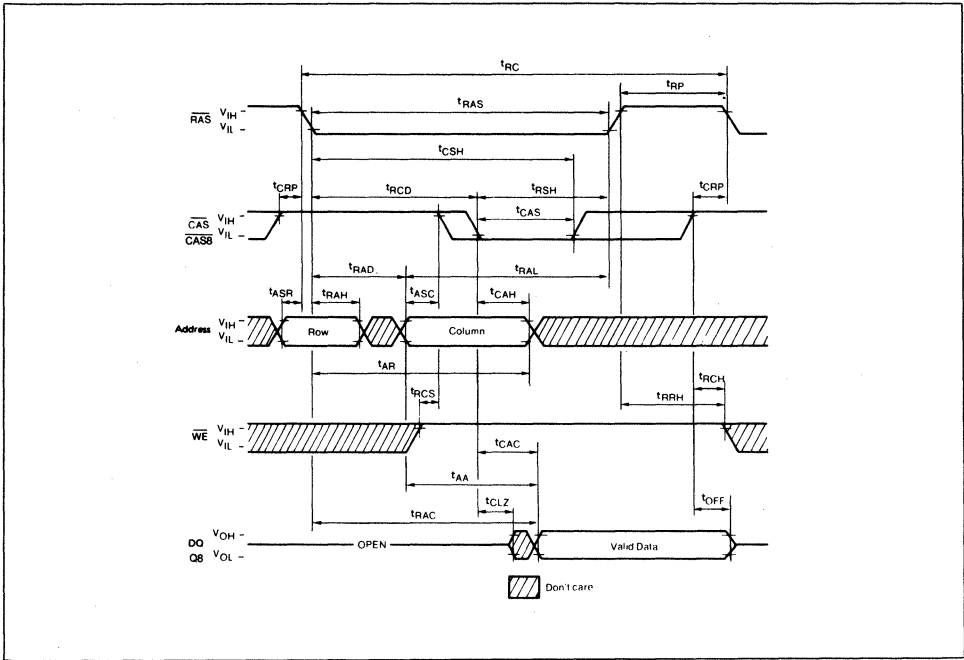 tRC
tRP
tRAS
RAS VIH
VIL
tCSH
tCRP tRCD tRSH tCRP
tCAS
CAS VIH
CAS8 VIL
tRAD. tRAL
tASR tRAH tASC tCAH
Address VIH
VIL
Row Column
tAR
tRCS tRCH
tRRH
WE VIH
VIL
tCAC
tAA
tCLZ tOFF
tRAC
DQ VOH
Q8 VOL
OPEN Valid Data
Don't care